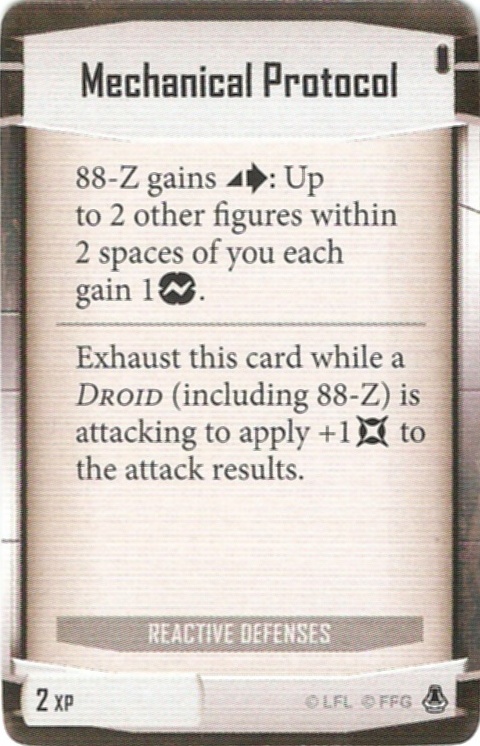 Mechanical Protocol
88-Z gains : Up
to 2 other figures within
2 spaces of you each
gain 1.
Exhaust this card while a
DROID (including 88-Z) is
attacking to apply +1 to
the attack results.
REACTIVE DEFENSES
2 XP
© LFL © FFG